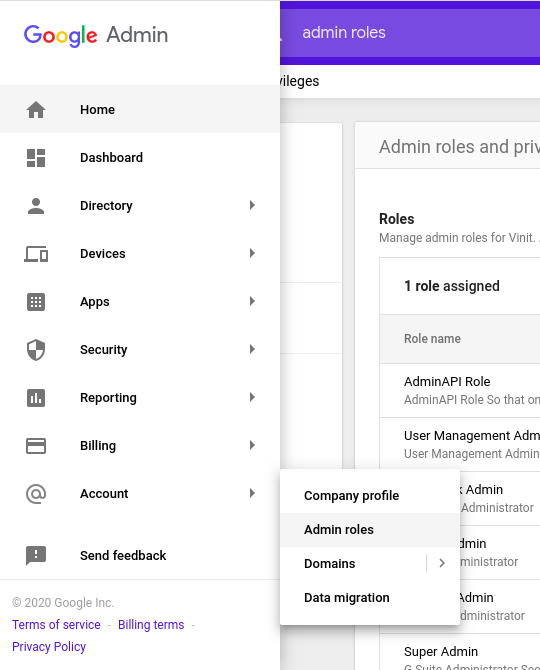 Google Admin
Home
Dashboard
Directory
Devices
Apps
Security
Reporting
Billing
Account
Send feedback
© 2020 Google Inc.
Terms of service - Billing terms -
Privacy Policy
Company profile
Admin roles
Domains
Data migration
admin roles
vileges
Admin roles and priv
Roles
Manage admin roles for Vinit. .
1 role assigned
Role name
AdminAPI Role
AdminAPI Role So that on
User Management Adm
User Management Admin
k Admin
Administrator
dmin
ministrator
Admin
dministrator
Super Admin
G Suite Administrator See